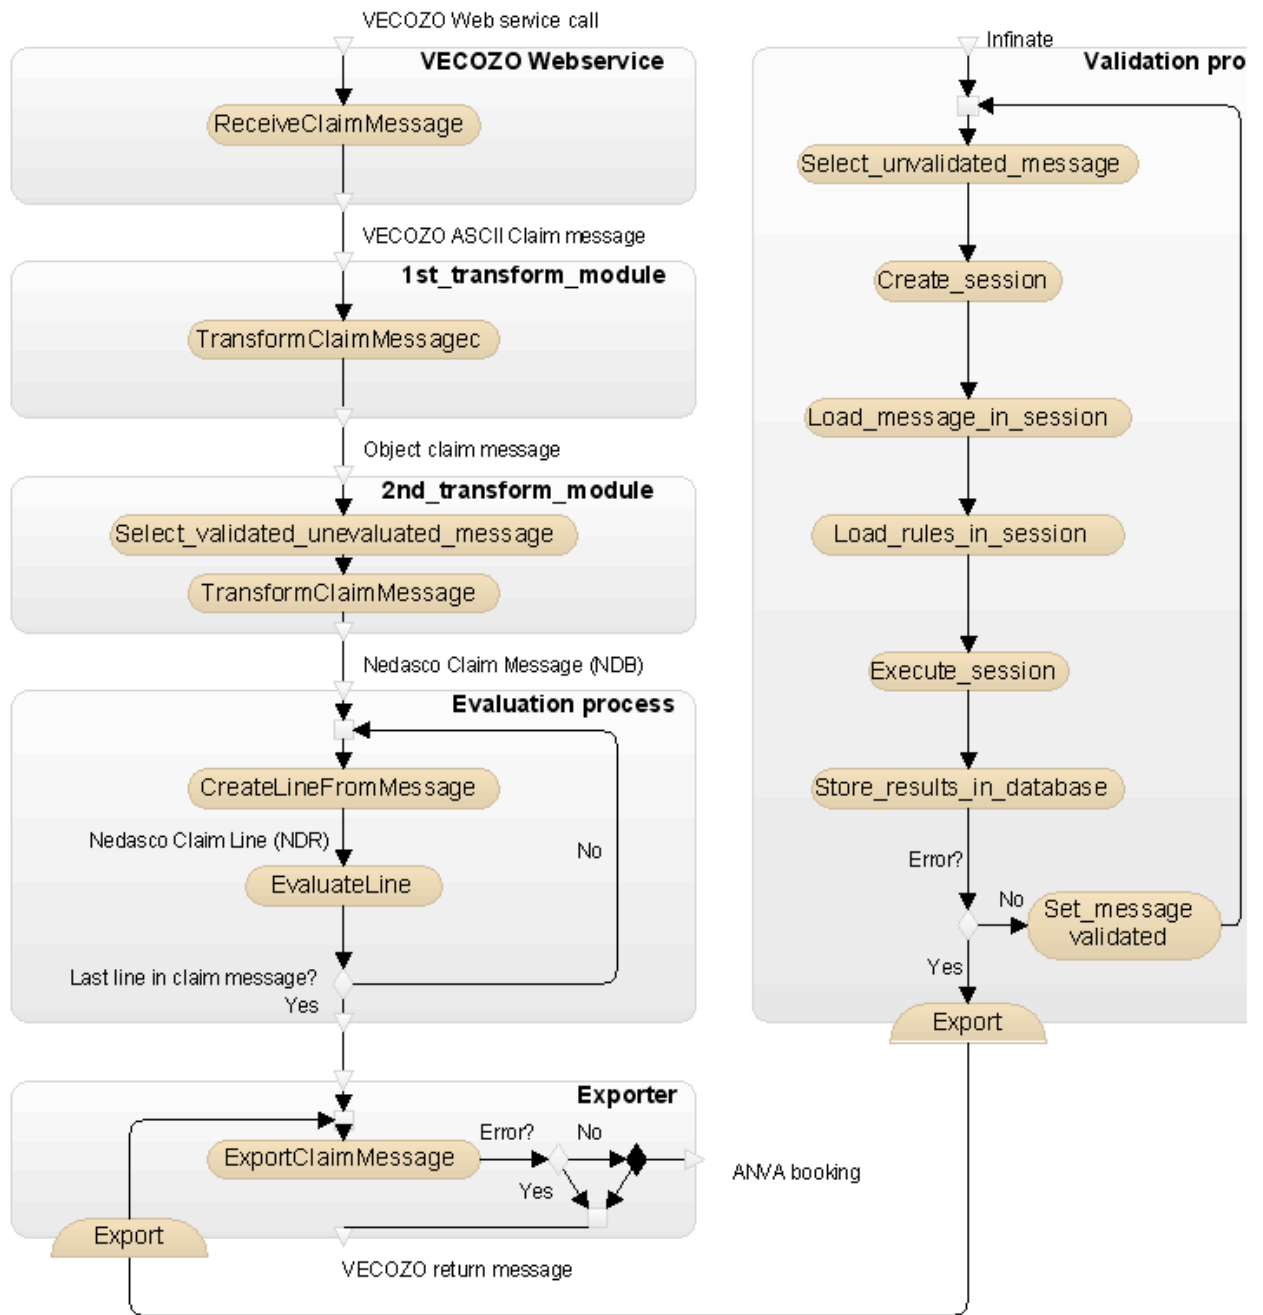 VECOZO Web service call
VECOZO Webservice
ReceiveClaimMessage
VECOZO ASCII Claim message
1st_transform_module
TransformClaimMessagec
Object claim message
2nd_transform_module
Select_validated_unevaluated_message
TransformClaimMessage
Nedasco Claim Message (NDB)
Evaluation process
CreateLineFromMessage
Nedasco Claim Line (NDR)
No
EvaluateLine
Last line in claim message?
Yes
Exporter
Error?
No
ExportClaimMessage
Yes
ANVA booking
Export
VECOZO return message
Infinate
Validation pro
Select_unvalidated_message
Create_session
Load_message_in_session
Load_rules_in_session
Execute_session
Store_results_in_database
Error?
No
Set_message
validated
Yes
Export